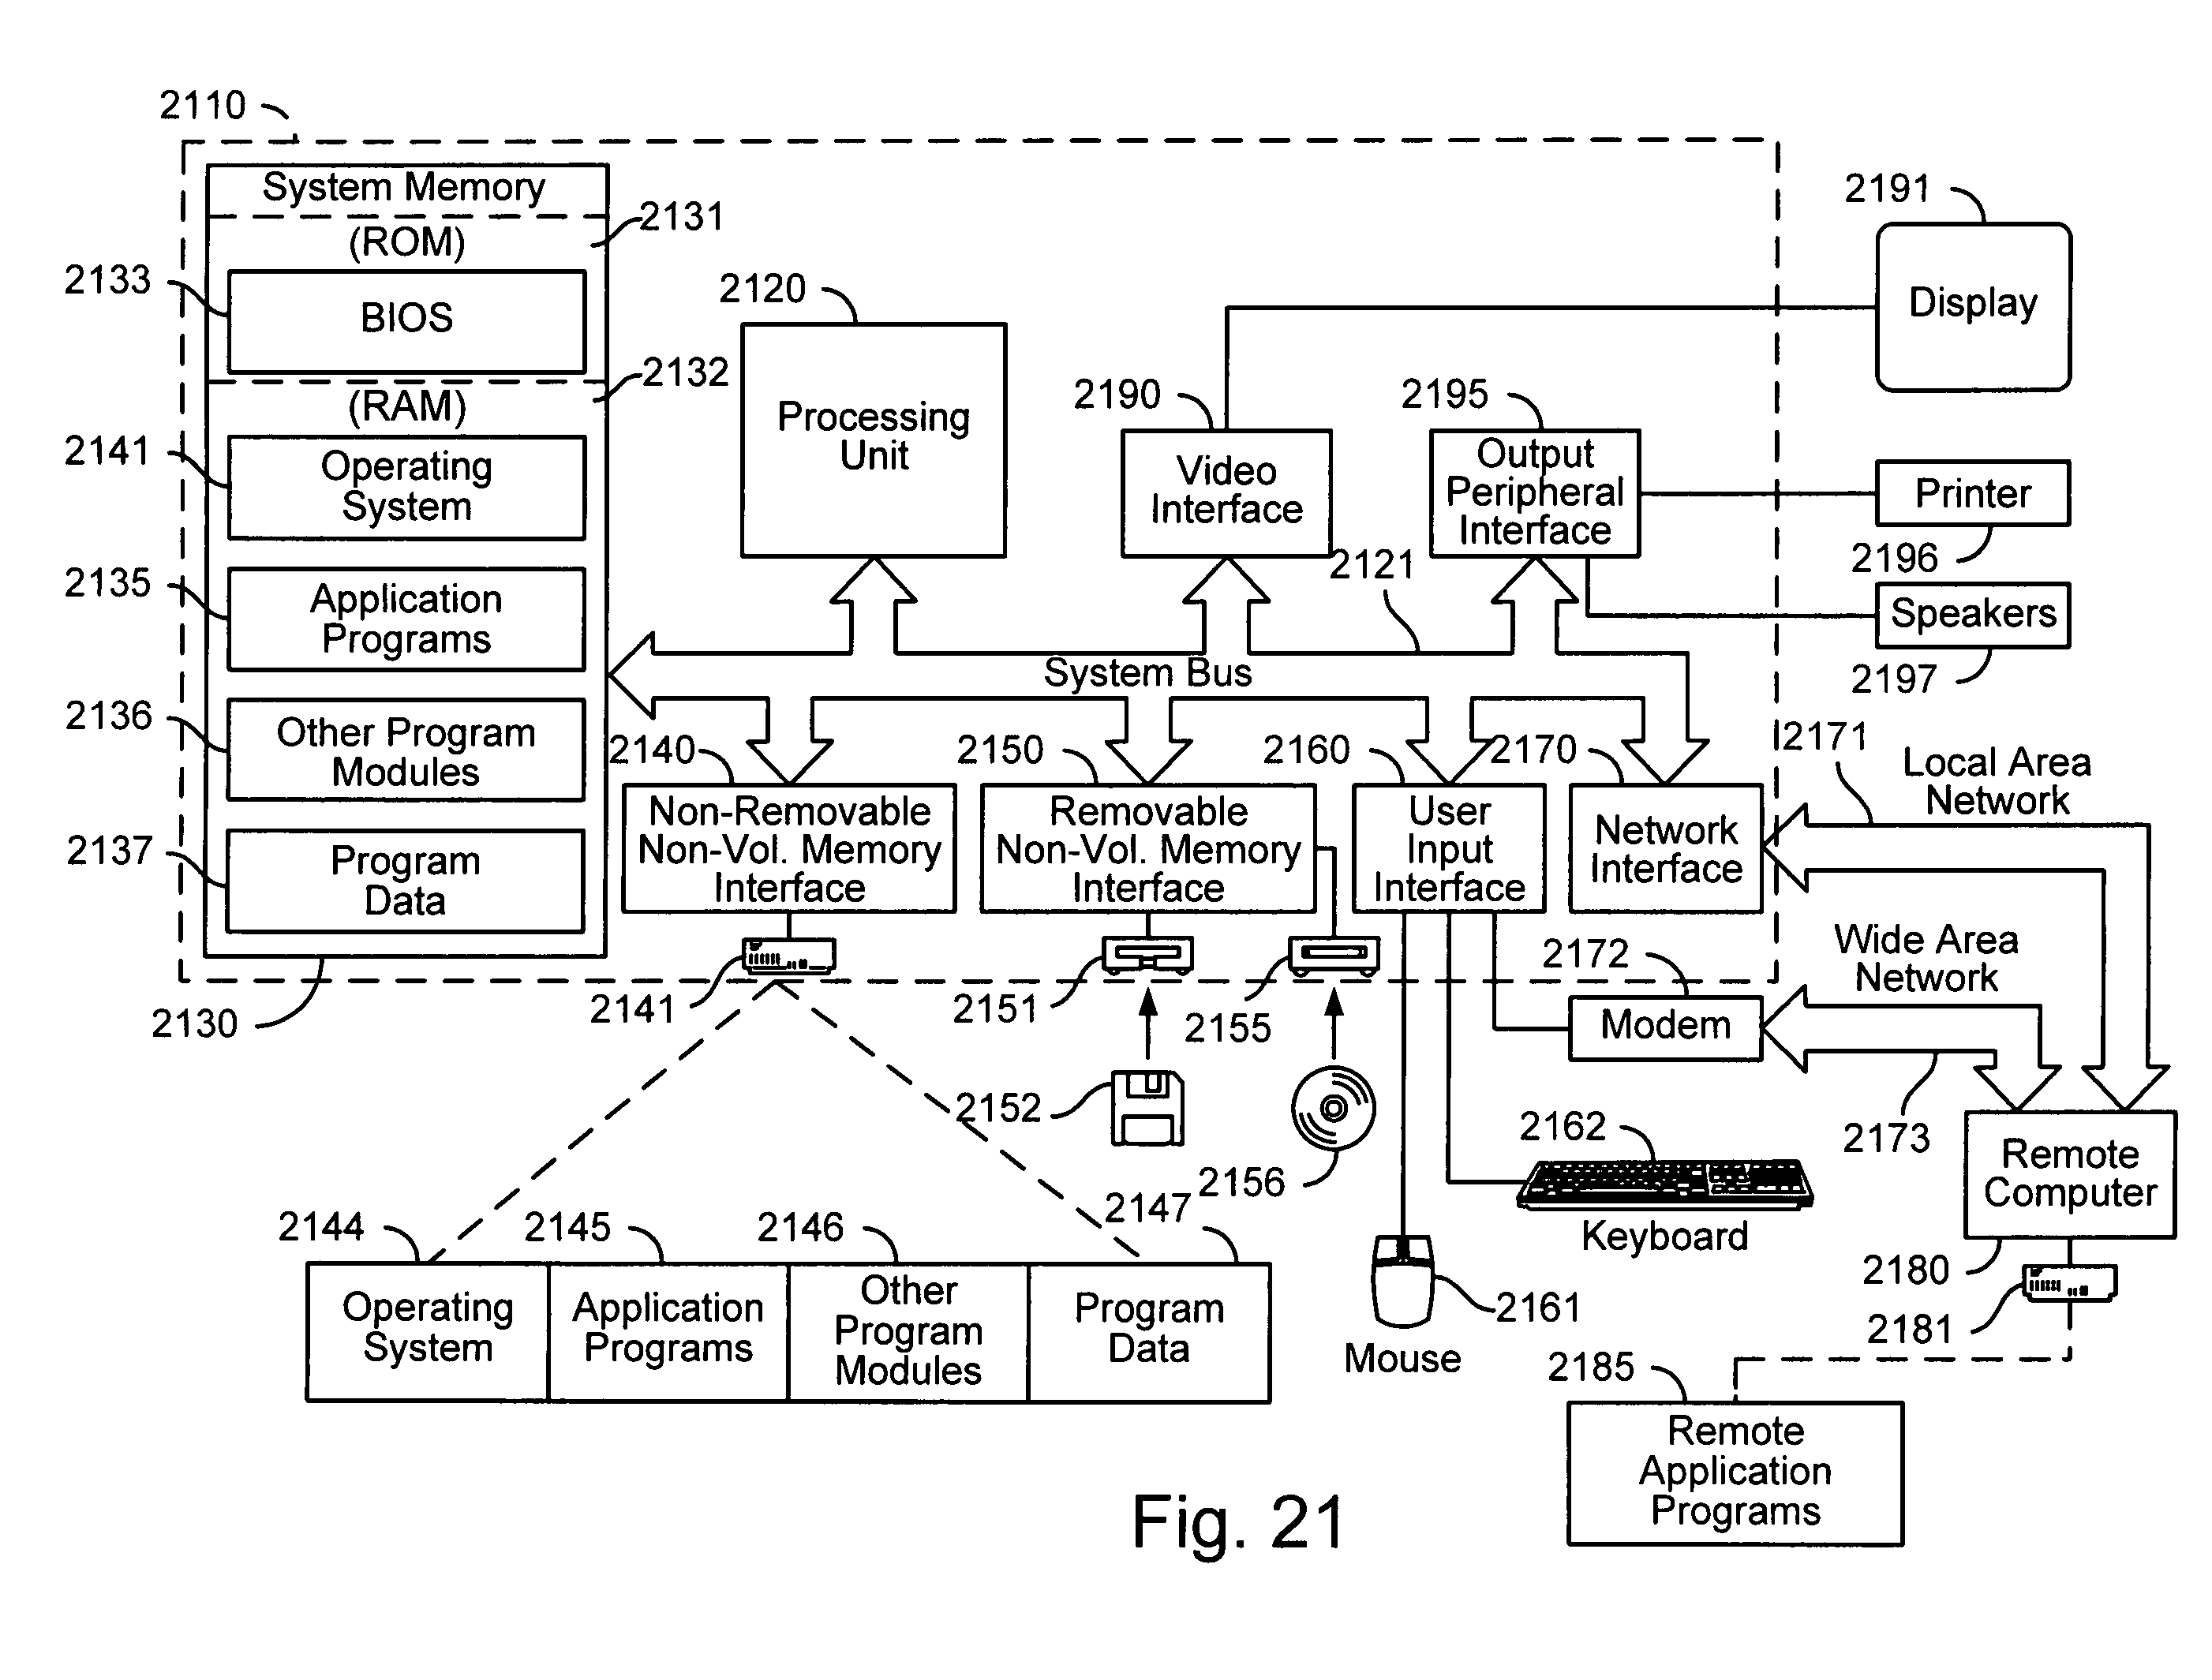 2110
System Memory
2131
(ROM)
2133
BIOS
2132
(RAM)
2141
Operating
System
2135
Application
Programs
2136
Other Program
Modules
2137
Program
Data
2130
2120
Processing
Unit
2190
Video
Interface
2195
Output
Peripheral
Interface
2121
System Bus
2191
Display
Printer
2196
Speakers
2197
2140
Non-Removable
Non-Vol. Memory
Interface
2150
Removable
Non-Vol. Memory
Interface
2160
User
Input
Interface
2170
Network
Interface
2171
Local Area
Network
2141
2151
2155
2172
Modem
Wide Area
Network
2173
2152
2156
2162
Keyboard
2161
Mouse
Remote
Computer
2180
2181
2144
Operating
System
2145
Application
Programs
2146
Other
Program
Modules
2147
Program
Data
2185
Remote
Application
Programs
Fig. 21